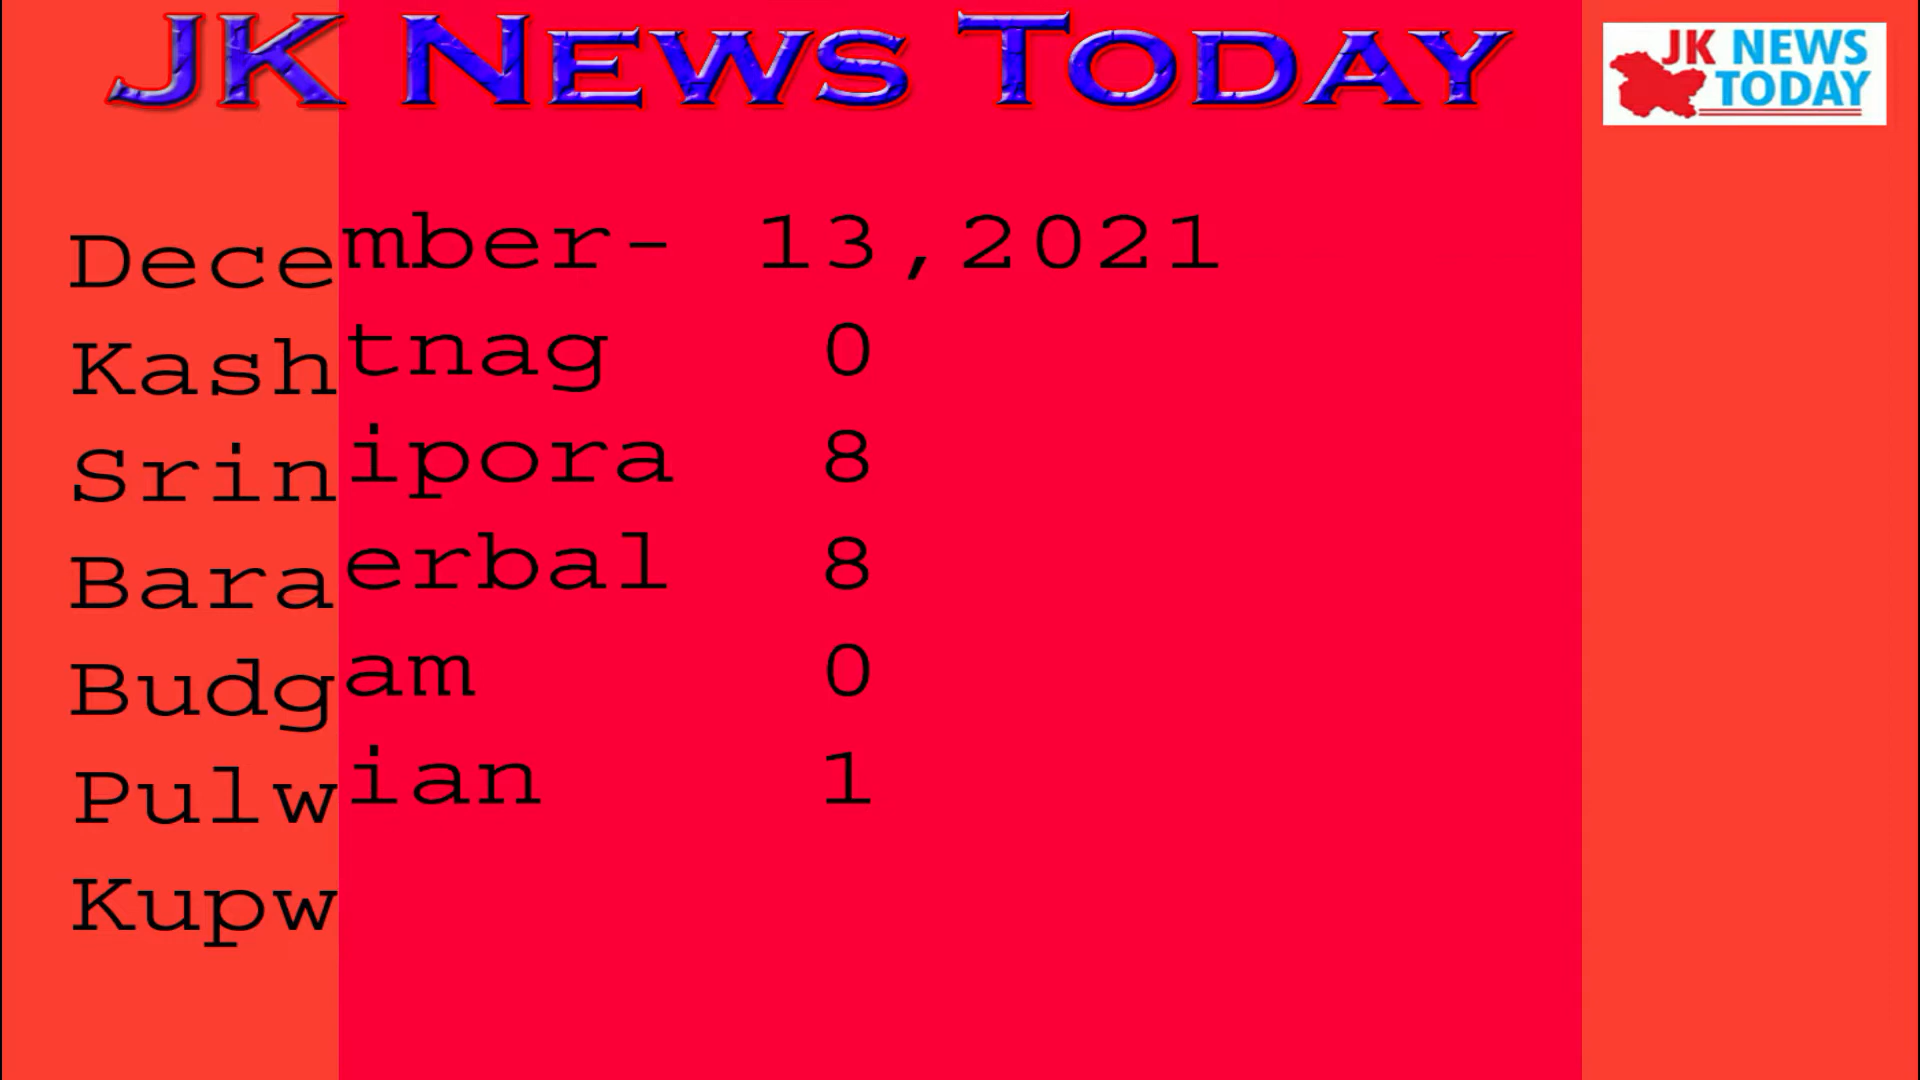 JK NEWS TODAY
JK NEWS
TODAY
December- 13,2021
Kashtnag 0
Srinipora 8
Baraerbal 8
Budgam 0
Pulwian 1
Kupw